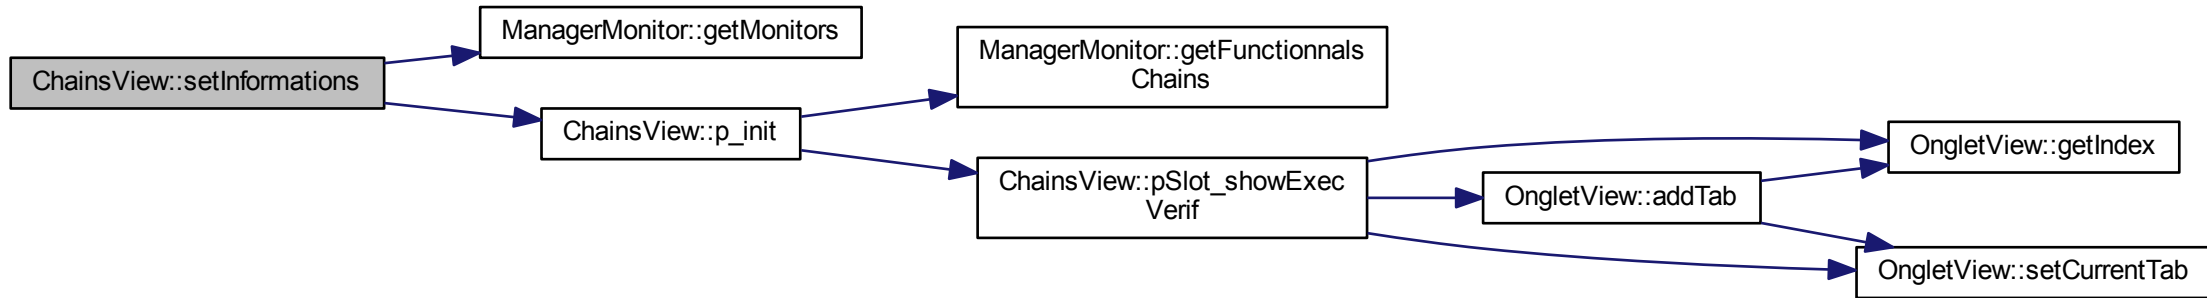 ChainsView::setInformations
ManagerMonitor::getMonitors
ChainsView::p_init
ManagerMonitor::getFunctionnals
Chains
ChainsView::pSlot_showExec
Verif
OngletView::addTab
OngletView::getIndex
OngletView::setCurrentTab